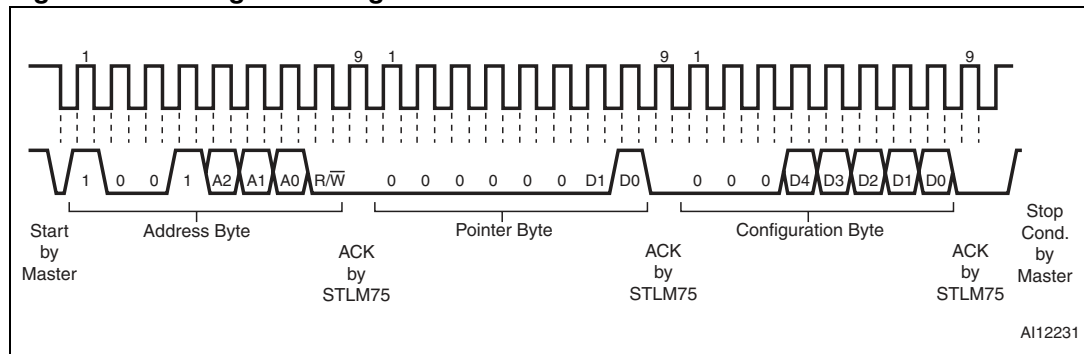 1 9 1 9 1 9
1 0 0 1 A2 A1 A0 R/W 0 0 0 0 0 0 D1 D0 0 0 0 D4 D3 D2 D1 D0
Start by Master
Address Byte
ACK by STLM75
Pointer Byte
ACK by STLM75
Configuration Byte
ACK by STLM75
Stop Cond. by Master
AI12231